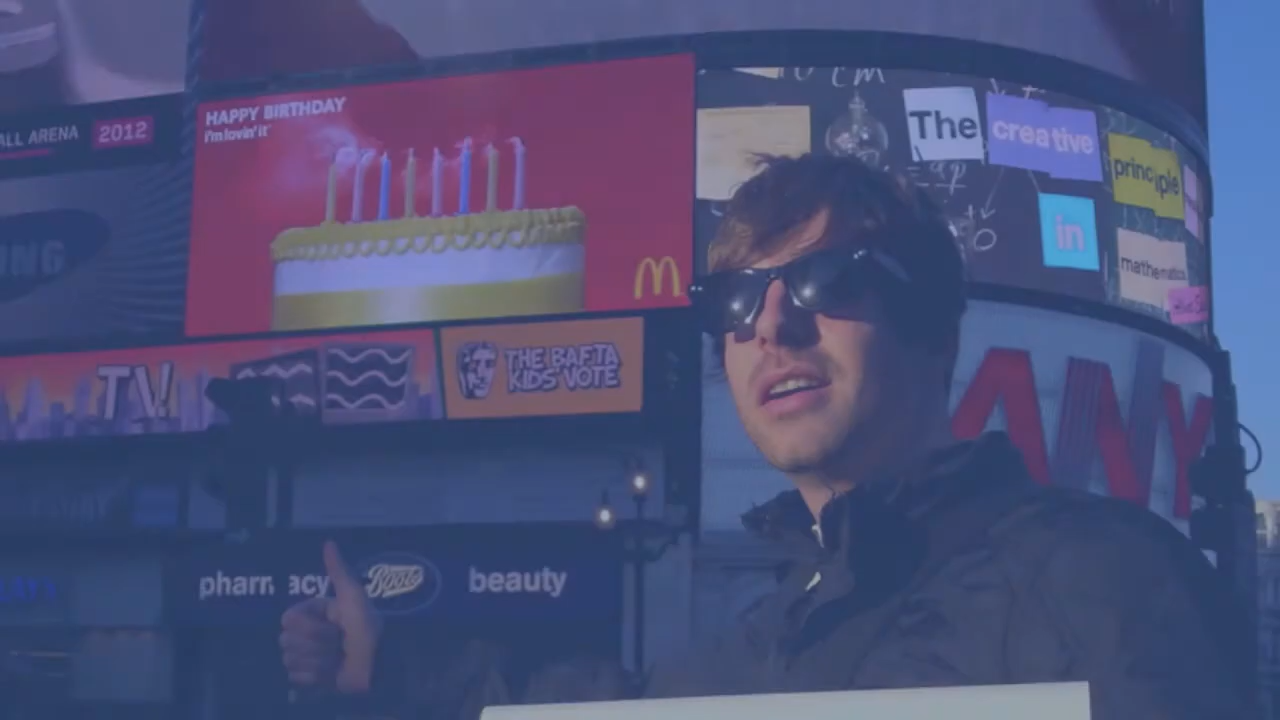 ALL ARENA 2012
HAPPY BIRTHDAY
i'm lovin' it
The creative
principle
in
mathematics
TV!
THE BAFTA
KIDS' VOTE
ANY
pharmacy Boots beauty